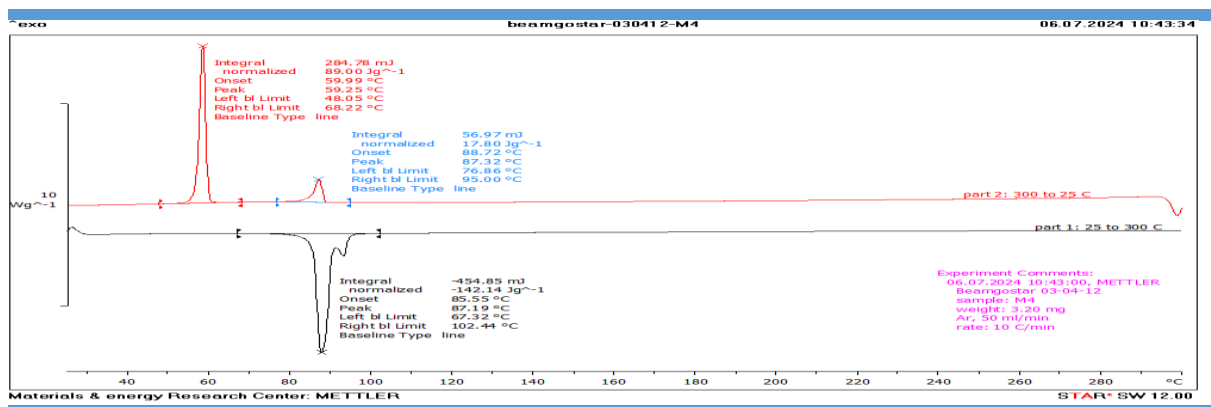 ^exo beamgostar-030412-M4 06.07.2024 10:43:34
Integral 284.78 mJ
normalized 89.00 Jg^-1
Onset 59.99 °C
Peak 59.25 °C
Left bl Limit 48.05 °C
Right bl Limit 68.22 °C
Baseline Type line
Integral 56.97 mJ
normalized 17.80 Jg^-1
Onset 88.72 °C
Peak 87.32 °C
Left bl Limit 76.86 °C
Right bl Limit 95.00 °C
Baseline Type line
10
Wg^-1
part 2: 300 to 25 C
part 1: 25 to 300 C
Integral -454.85 mJ
normalized -142.14 Jg^-1
Onset 85.55 °C
Peak 87.19 °C
Left bl Limit 67.32 °C
Right bl Limit 102.44 °C
Baseline Type line
Experiment Comments:
06.07.2024 10:43:00, METTLER
Beamgostar 03-04-12
sample: M4
weight: 3.20 mg
Ar, 50 ml/min
rate: 10 C/min
40 60 80 100 120 140 160 180 200 220 240 260 280 °C
Materials & energy Research Center: METTLER STARe SW 12.00